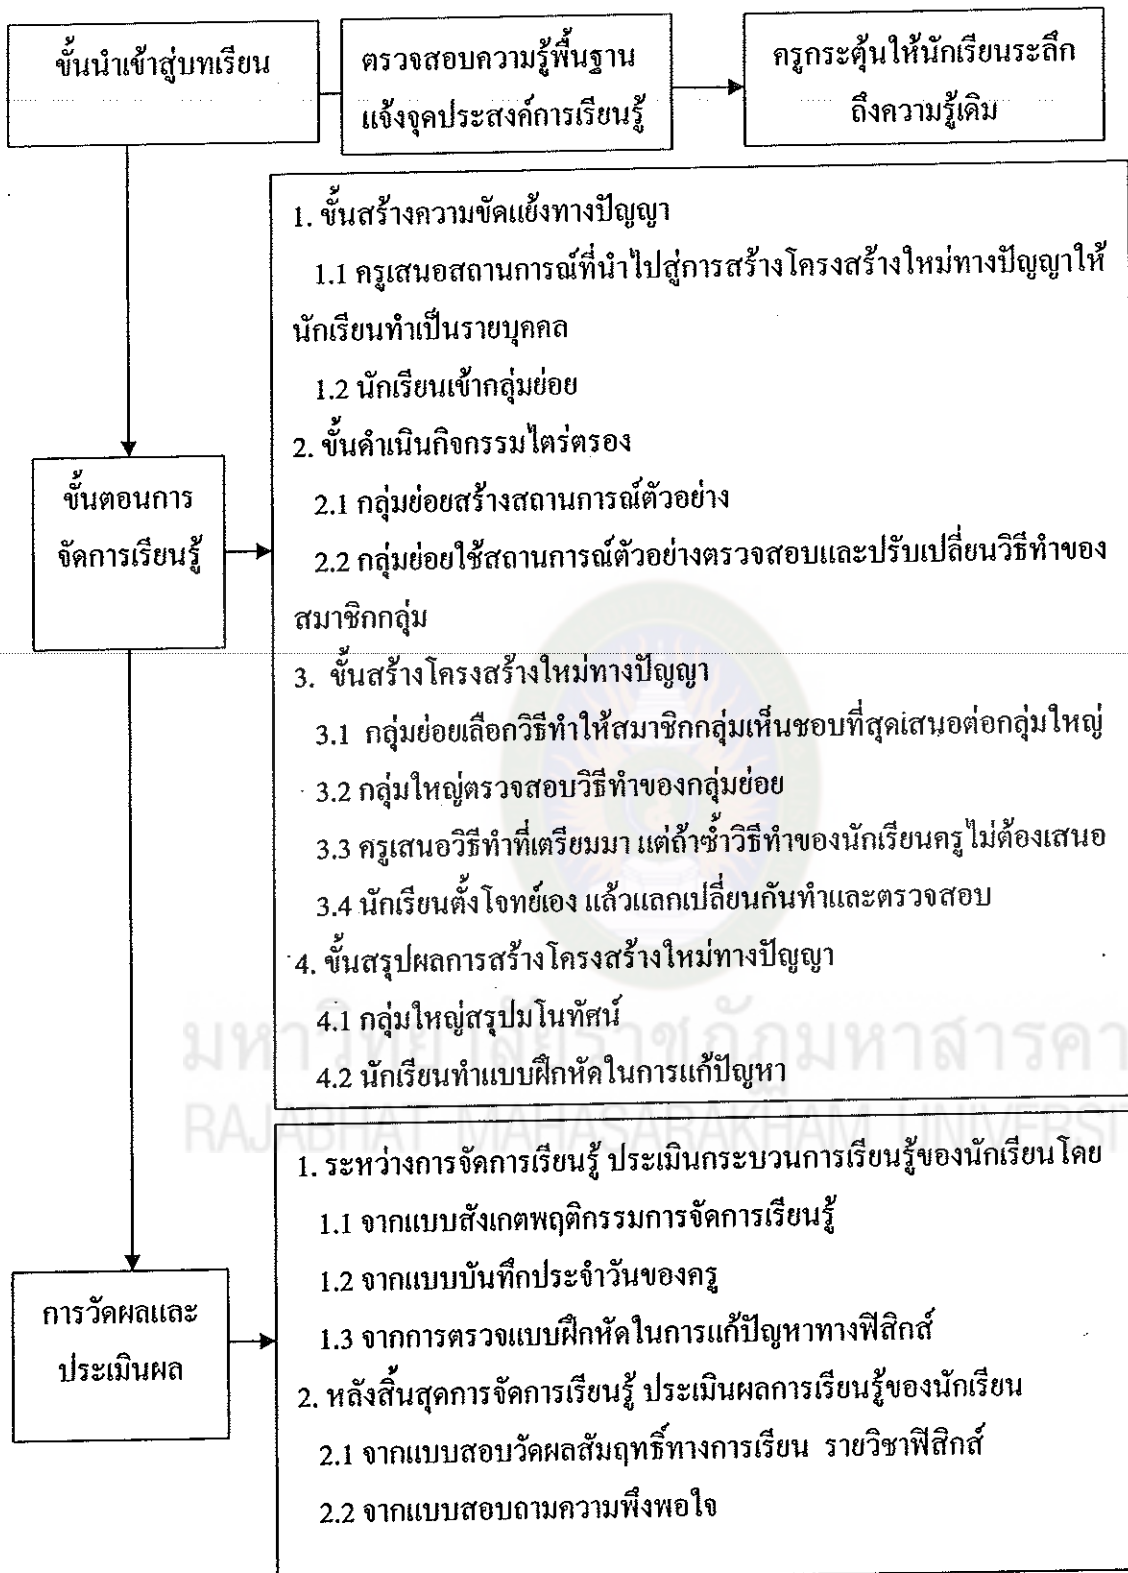 ขั้นนำเข้าสู่บทเรียน
ตรวจสอบความรู้พื้นฐาน
แจ้งจุดประสงค์การเรียนรู้
ครูกระตุ้นให้นักเรียนระลึก
ถึงความรู้เดิม
1. ขั้นสร้างความขัดแย้งทางปัญญา
1.1 ครูเสนอสถานการณ์ที่นำไปสู่การสร้างโครงสร้างใหม่ทางปัญญาให้
นักเรียนทำเป็นรายบุคคล
1.2 นักเรียนเข้ากลุ่มย่อย
2. ขั้นดำเนินกิจกรรมไตร่ตรอง
2.1 กลุ่มย่อยสร้างสถานการณ์ตัวอย่าง
2.2 กลุ่มย่อยใช้สถานการณ์ตัวอย่างตรวจสอบและปรับเปลี่ยนวิธีทำของ
สมาชิกกลุ่ม
3. ขั้นสร้างโครงสร้างใหม่ทางปัญญา
3.1 กลุ่มย่อยเลือกวิธีทำให้สมาชิกกลุ่มเห็นชอบที่สุดเสนอต่อกลุ่มใหญ่
3.2 กลุ่มใหญ่ตรวจสอบวิธีทำของกลุ่มย่อย
3.3 ครูเสนอวิธีทำที่เตรียมมา แต่ถ้าซ้ำวิธีทำของนักเรียนครูไม่ต้องเสนอ
3.4 นักเรียนตั้งโจทย์เอง แล้วแลกเปลี่ยนกันทำและตรวจสอบ
4. ขั้นสรุปผลการสร้างโครงสร้างใหม่ทางปัญญา
4.1 กลุ่มใหญ่สรุปมโนทัศน์
4.2 นักเรียนทำแบบฝึกหัดในการแก้ปัญหา
ขั้นตอนการ
จัดการเรียนรู้
มหาวิทยาลัยราชภัฏมหาสารคา
RAJABHAT MAHASARAKHAM UNIVERSI
1. ระหว่างการจัดการเรียนรู้ ประเมินกระบวนการเรียนรู้ของนักเรียนโดย
1.1 จากแบบสังเกตพฤติกรรมการจัดการเรียนรู้
1.2 จากแบบบันทึกประจำวันของครู
1.3 จากการตรวจแบบฝึกหัดในการแก้ปัญหาทางฟิสิกส์
2. หลังสิ้นสุดการจัดการเรียนรู้ ประเมินผลการเรียนรู้ของนักเรียน
2.1 จากแบบสอบวัดผลสัมฤทธิ์ทางการเรียน รายวิชาฟิสิกส์
2.2 จากแบบสอบถามความพึงพอใจ
การวัดผลและ
ประเมินผล